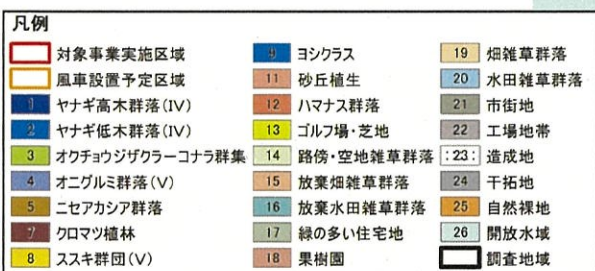 凡例
対象事業実施区域
風車設置予定区域
1 ヤナギ高木群落(IV)
2 ヤナギ低木群落(IV)
3 オクチョウジザクラーコナラ群集
4 オニグルミ群落(V)
5 ニセアカシア群落
7 クロマツ植林
8 ススキ群団(V)
9 ヨシクラス
11 砂丘植生
12 ハマナス群落
13 ゴルフ場・芝地
14 路傍・空地雑草群落
15 放棄畑雑草群落
16 放棄水田雑草群落
17 緑の多い住宅地
18 果樹園
19 畑雑草群落
20 水田雑草群落
21 市街地
22 工場地帯
23 造成地
24 干拓地
25 自然裸地
26 開放水域
調査地域